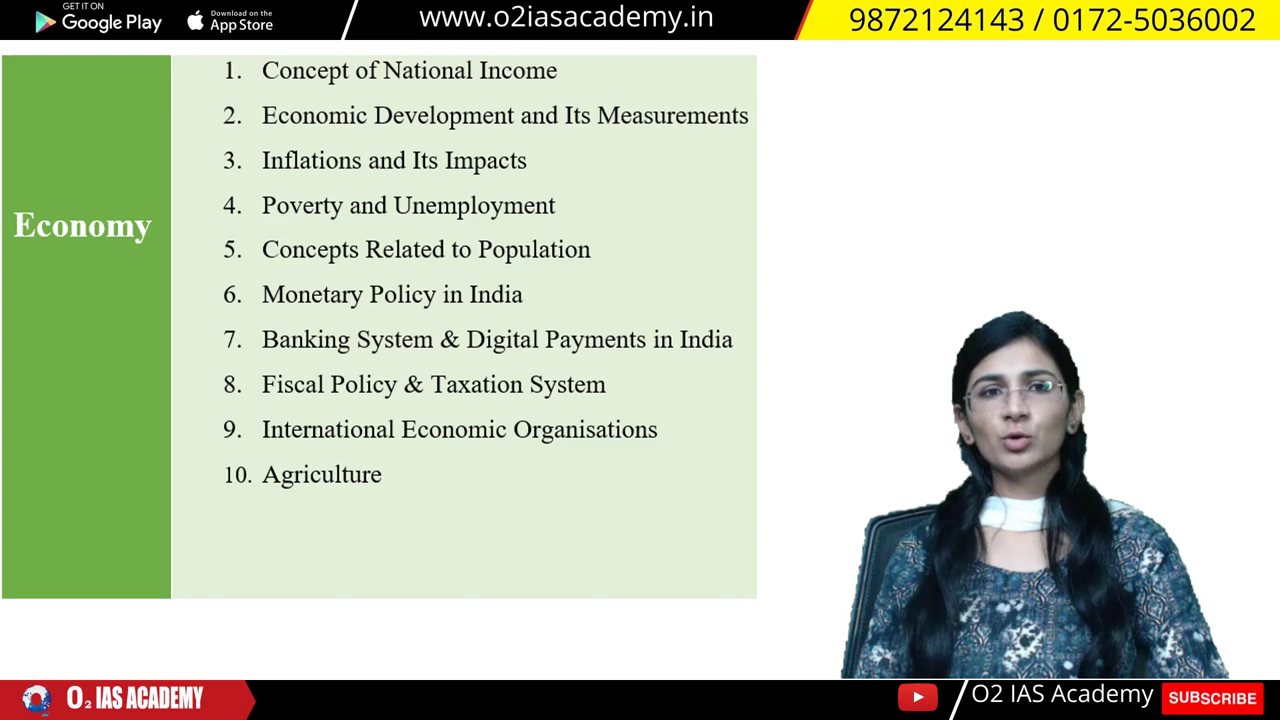 GET IT ON
Google Play
Download on the
App Store
www.o2iasacademy.in
9872124143 / 0172-5036002
Economy
1. Concept of National Income
2. Economic Development and Its Measurements
3. Inflations and Its Impacts
4. Poverty and Unemployment
5. Concepts Related to Population
6. Monetary Policy in India
7. Banking System & Digital Payments in India
8. Fiscal Policy & Taxation System
9. International Economic Organisations
10. Agriculture
O₂ IAS ACADEMY
O2 IAS Academy
SUBSCRIBE